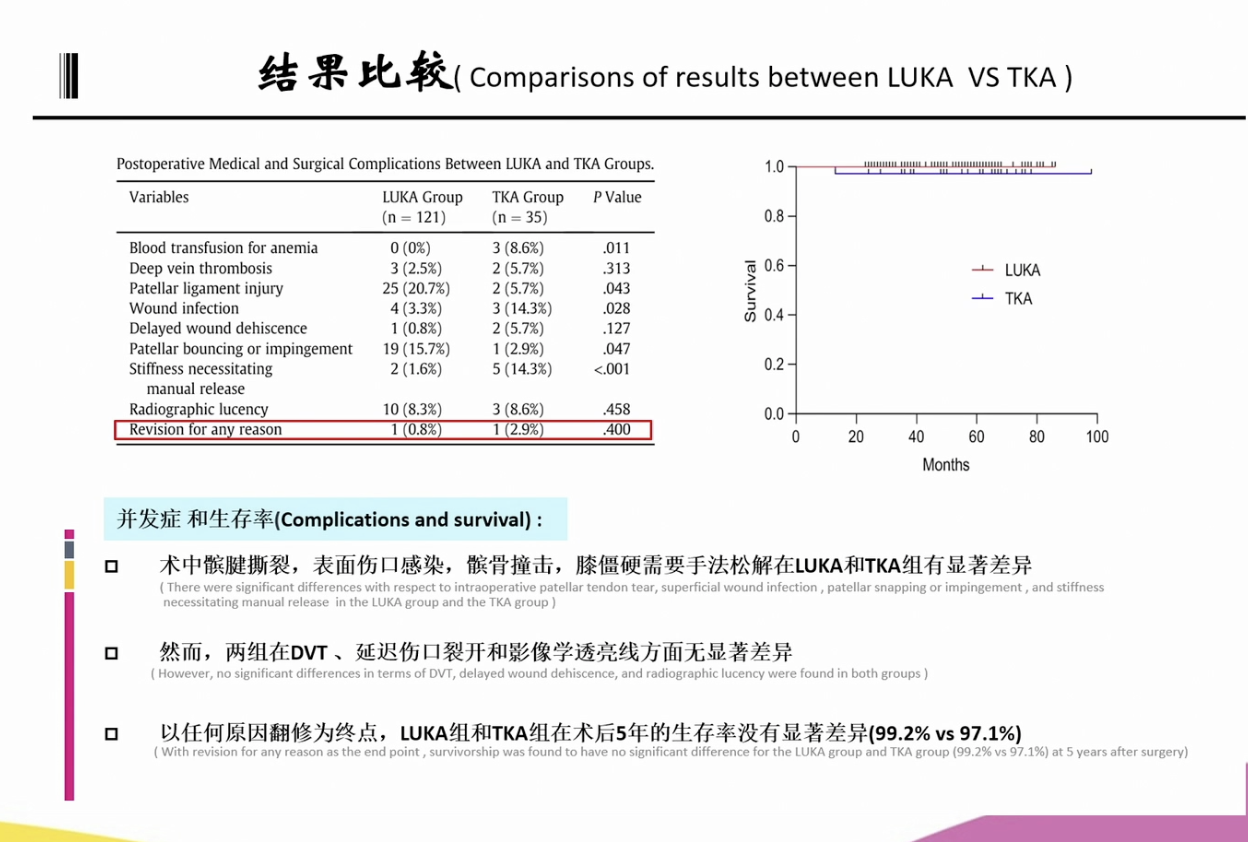 结果比较( Comparisons of results between LUKA VS TKA )
Postoperative Medical and Surgical Complications Between LUKA and TKA Groups.
Variables LUKA Group TKA Group P Value
(n = 121) (n = 35)
Blood transfusion for anemia 0 (0%) 3 (8.6%) .011
Deep vein thrombosis 3 (2.5%) 2 (5.7%) .313
Patellar ligament injury 25 (20.7%) 2 (5.7%) .043
Wound infection 4 (3.3%) 3 (14.3%) .028
Delayed wound dehiscence 1 (0.8%) 2 (5.7%) .127
Patellar bouncing or impingement 19 (15.7%) 1 (2.9%) .047
Stiffness necessitating 2 (1.6%) 5 (14.3%) <.001
manual release
Radiographic lucency 10 (8.3%) 3 (8.6%) .458
Revision for any reason 1 (0.8%) 1 (2.9%) .400
1.0
0.8
0.6
0.4
0.2
0.0
Survival
LUKA
TKA
0 20 40 60 80 100
Months
并发症 和生存率(Complications and survival) :
术中髌腱撕裂，表面伤口感染，髌骨撞击，膝僵硬需要手法松解在LUKA和TKA组有显著差异
( There were significant differences with respect to intraoperative patellar tendon tear, superficial wound infection , patellar snapping or impingement , and stiffness
necessitating manual release in the LUKA group and the TKA group )
然而，两组在DVT 、延迟伤口裂开和影像学透亮线方面无显著差异
( However, no significant differences in terms of DVT, delayed wound dehiscence, and radiographic lucency were found in both groups )
以任何原因翻修为终点，LUKA组和TKA组在术后5年的生存率没有显著差异(99.2% vs 97.1%)
( With revision for any reason as the end point , survivorship was found to have no significant difference for the LUKA group and TKA group (99.2% vs 97.1%) at 5 years after surgery)